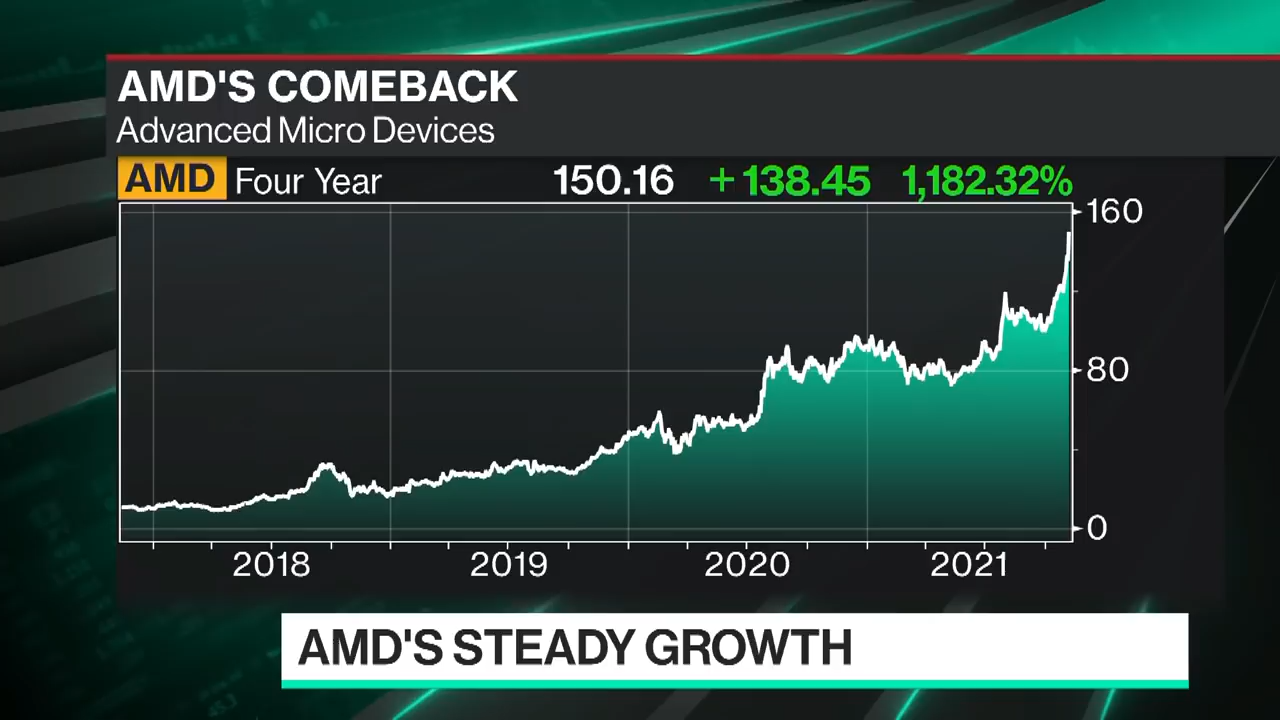 AMD'S COMEBACK
Advanced Micro Devices
AMD Four Year 150.16 +138.45 1,182.32%
160
80
0
2018 2019 2020 2021
AMD'S STEADY GROWTH